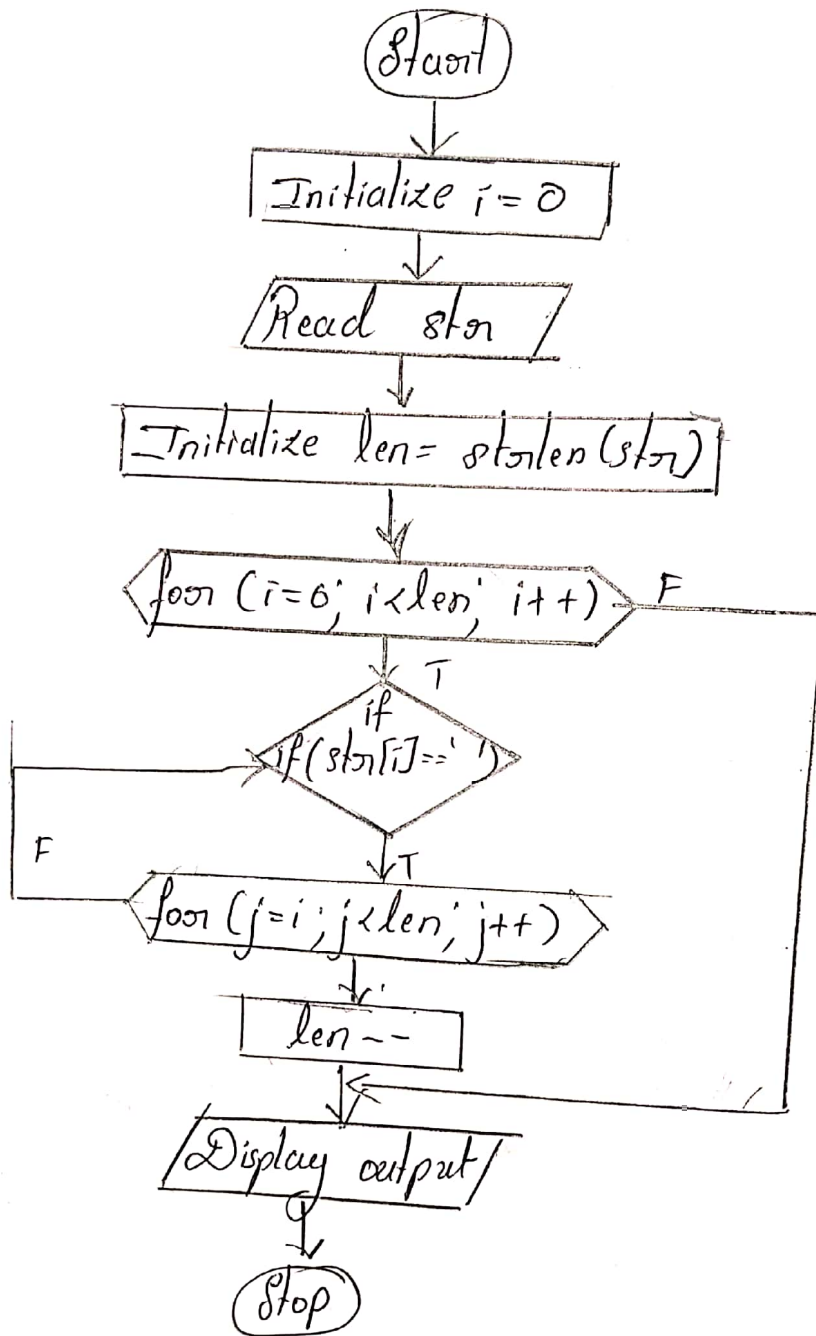 Start
Initialize i = 0
Read str
Initialize len = strlen(str)
for (i=0; i<len; i++)
F
T
if
if(str[i]==' ')
F
T
for (j=i; j<len; j++)
len--
Display output
Stop